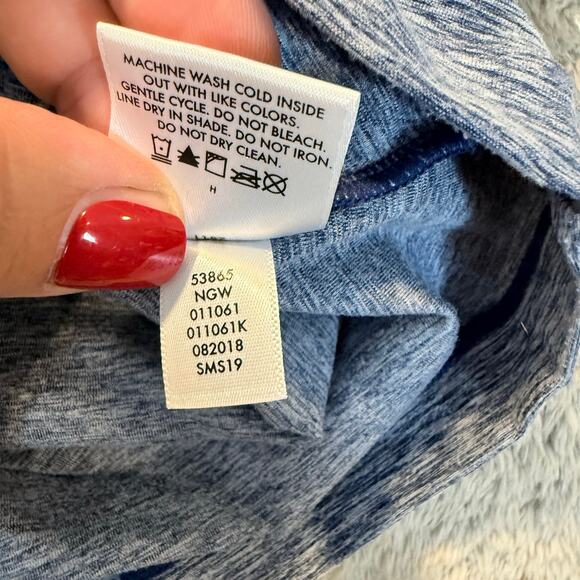 MACHINE WASH COLD INSIDE
OUT WITH LIKE COLORS.
GENTLE CYCLE. DO NOT BLEACH.
LINE DRY IN SHADE. DO NOT IRON.
DO NOT DRY CLEAN.
H
53865
NGW
011061
011061K
082018
SMS19